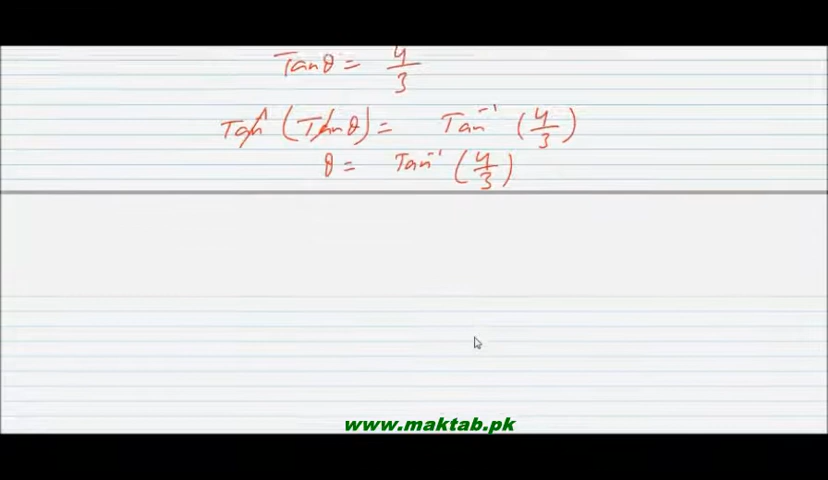 Tanθ = 4/3
Tan⁻¹ (Tanθ) = Tan⁻¹ (4/3)
θ = Tan⁻¹ (4/3)
www.maktab.pk